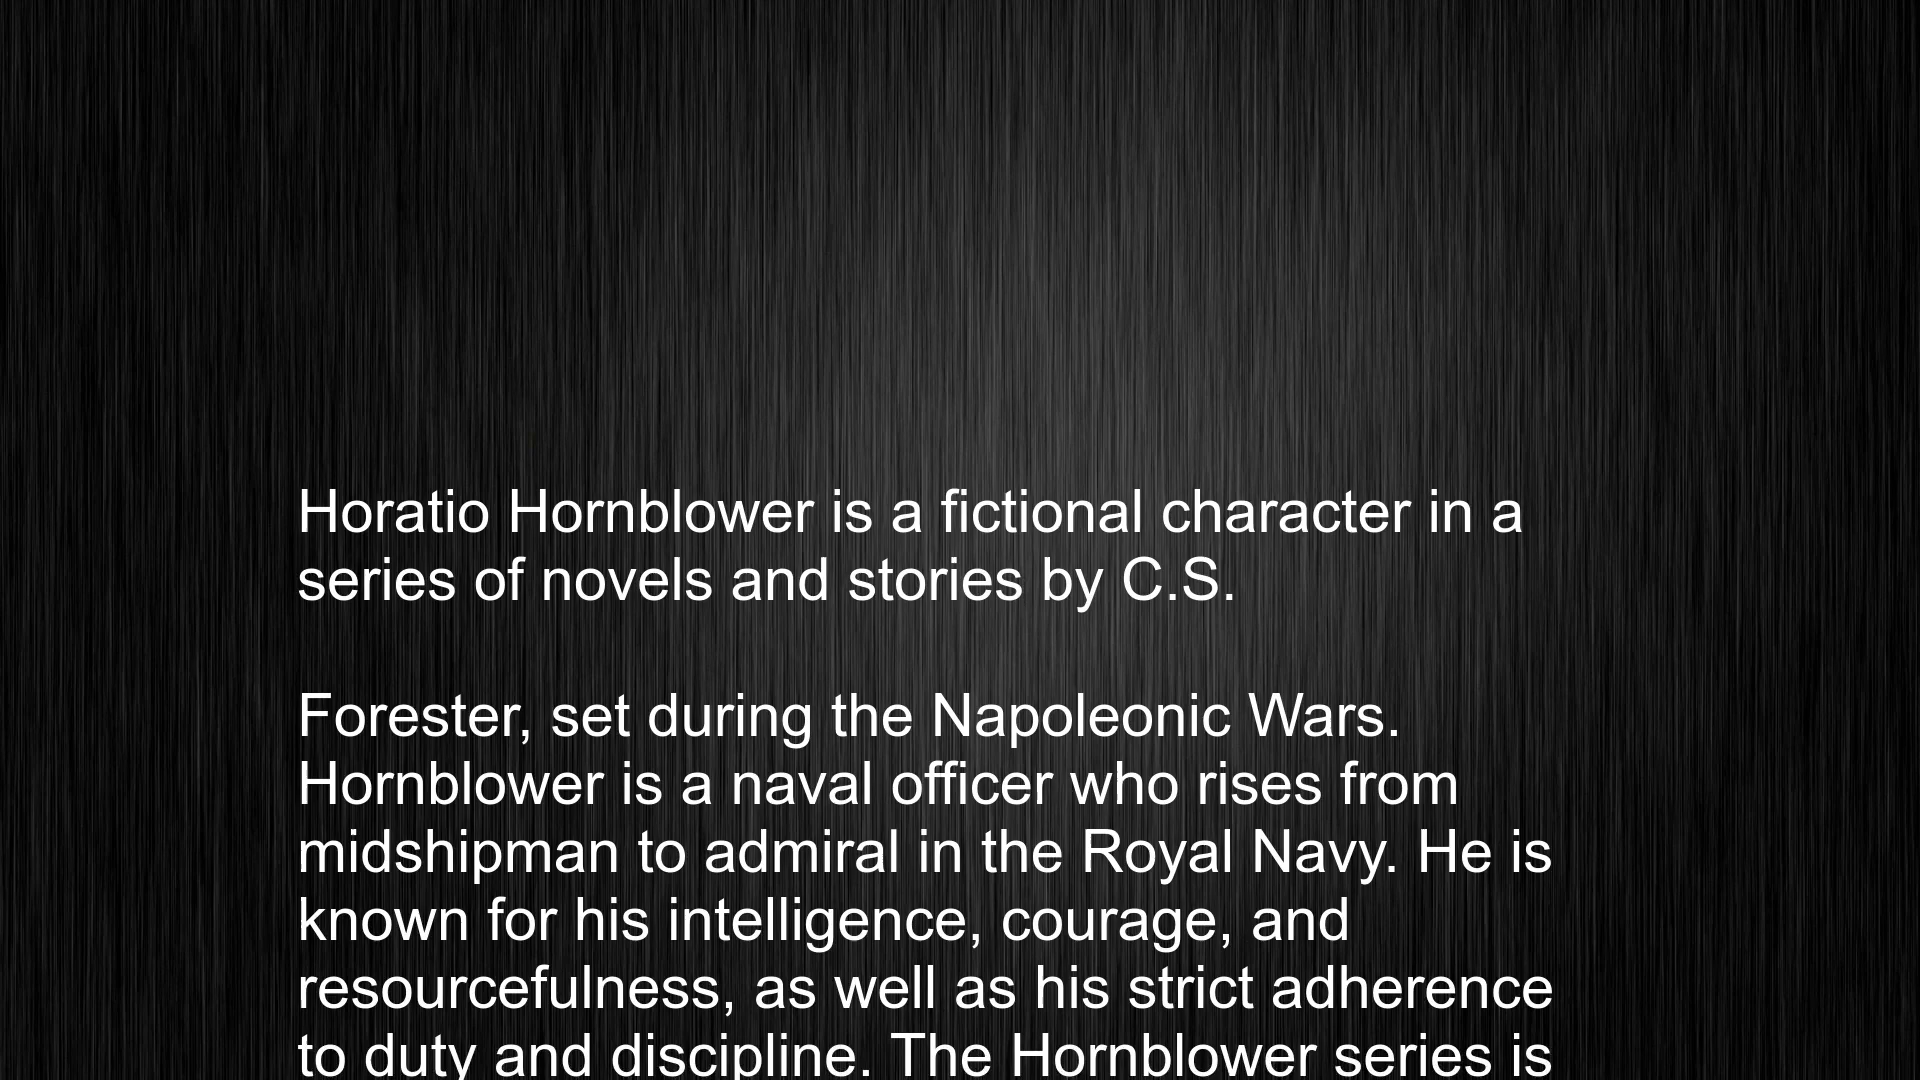 Horatio Hornblower is a fictional character in a
series of novels and stories by C.S.
Forester, set during the Napoleonic Wars.
Hornblower is a naval officer who rises from
midshipman to admiral in the Royal Navy. He is
known for his intelligence, courage, and
resourcefulness, as well as his strict adherence
to duty and discipline. The Hornblower series is